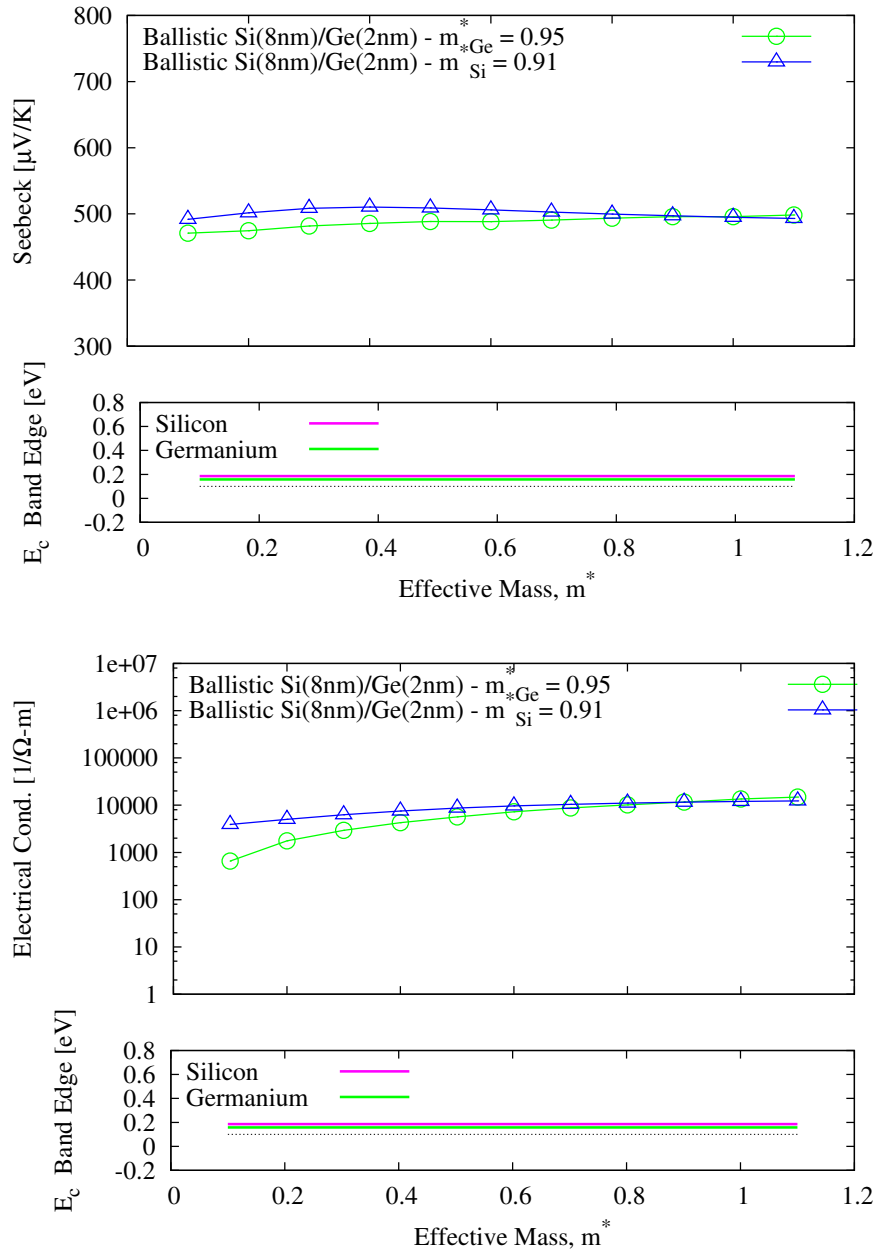 800
700
600
500
400
300
Seebeck [μV/K]
Ballistic Si(8nm)/Ge(2nm) - m*Ge = 0.95
Ballistic Si(8nm)/Ge(2nm) - m*Si = 0.91
0.8
0.6
0.4
0.2
0
-0.2
E_c Band Edge [eV]
Silicon
Germanium
0 0.2 0.4 0.6 0.8 1 1.2
Effective Mass, m*
1e+07
1e+06
100000
10000
1000
100
10
1
Electrical Cond. [1/Ω-m]
Ballistic Si(8nm)/Ge(2nm) - m*Ge = 0.95
Ballistic Si(8nm)/Ge(2nm) - m*Si = 0.91
0.8
0.6
0.4
0.2
0
-0.2
E_c Band Edge [eV]
Silicon
Germanium
0 0.2 0.4 0.6 0.8 1 1.2
Effective Mass, m*